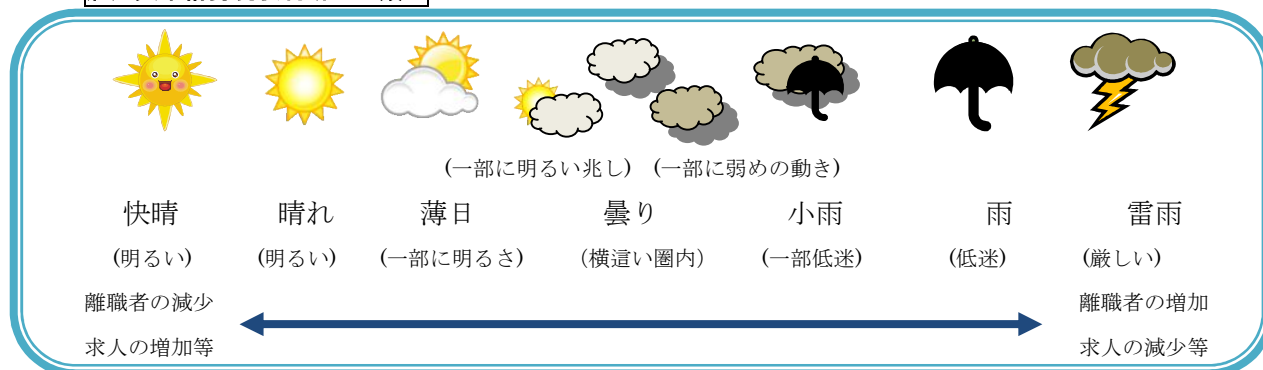 (一部に明るい兆し) (一部に弱めの動き)
快晴 晴れ 薄日 曇り 小雨 雨 雷雨
(明るい) (明るい) (一部に明るさ) (横這い圏内) (一部低迷) (低迷) (厳しい)
離職者の減少 離職者の増加
求人の増加等 求人の減少等